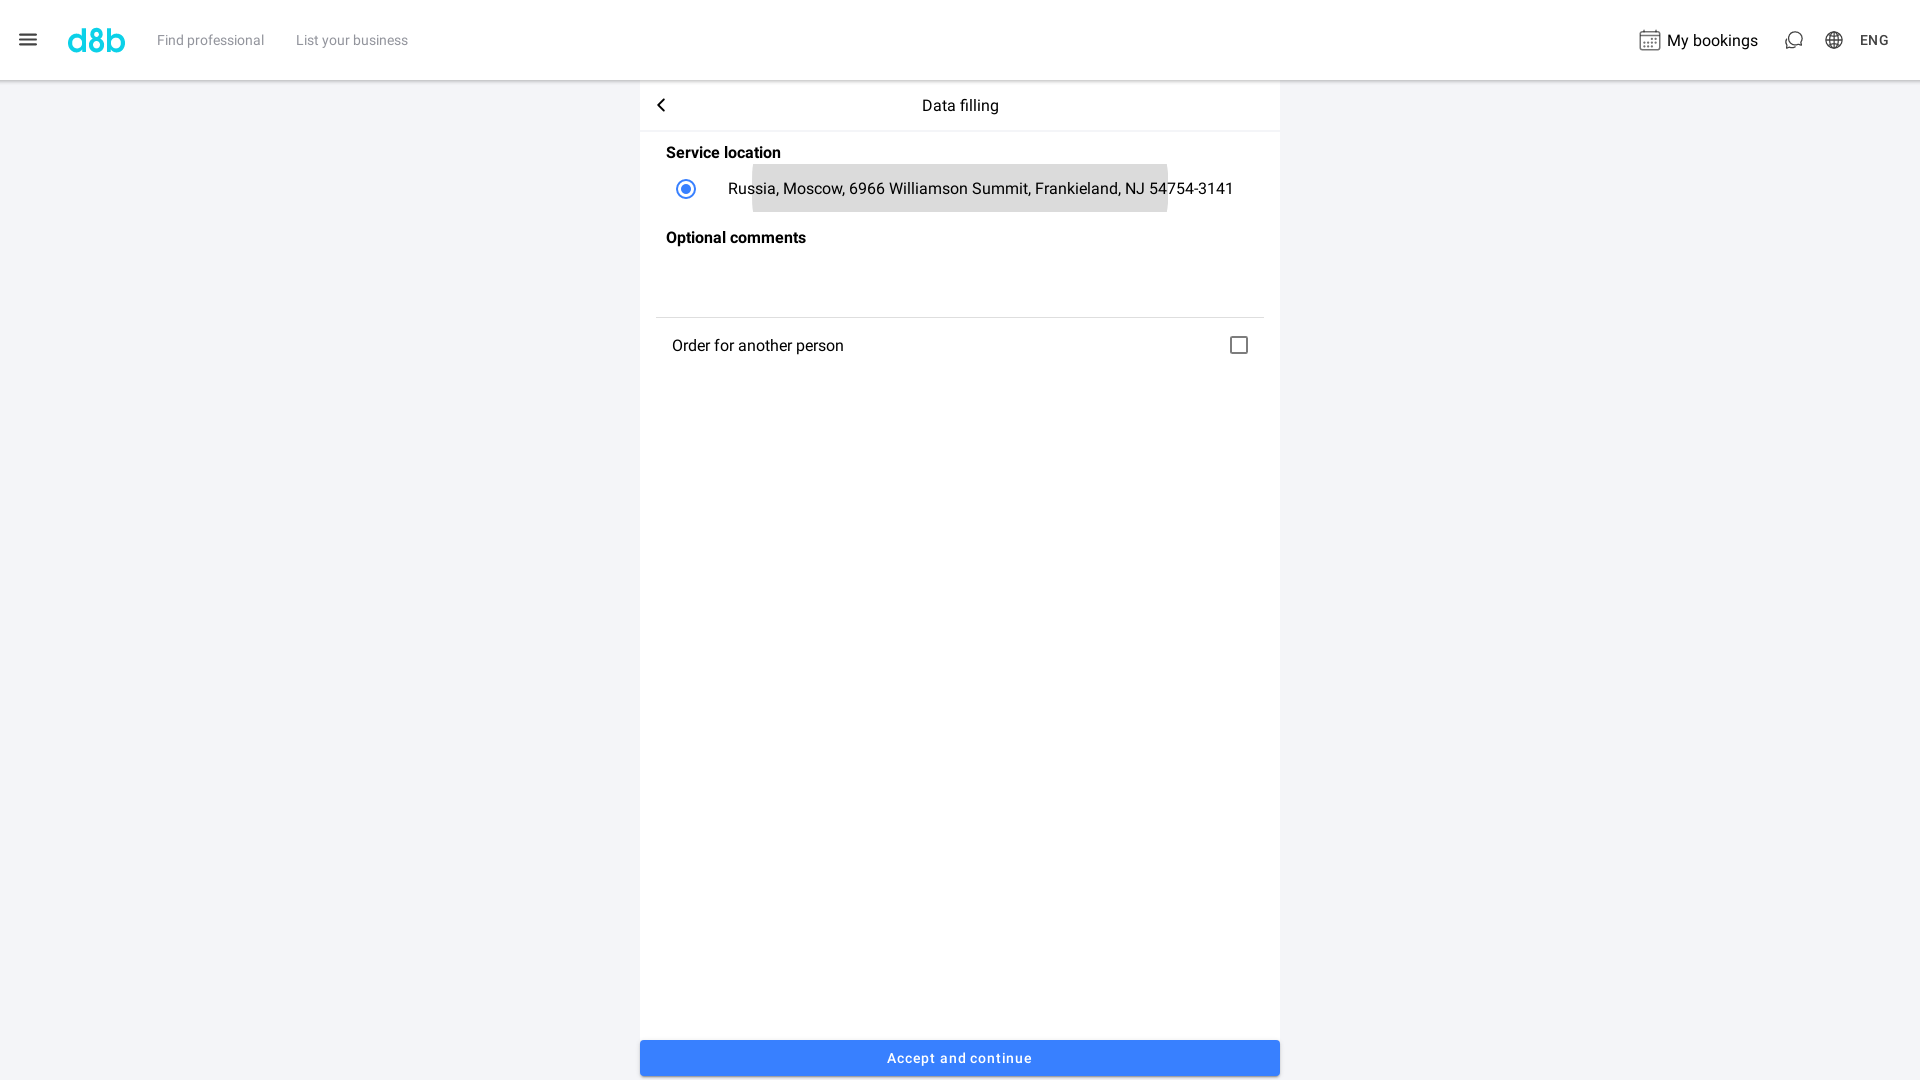 d8b
Find professional
List your business
My bookings
ENG
Data filling
Service location
Russia, Moscow, 6966 Williamson Summit, Frankieland, NJ 54754-3141
Optional comments
Order for another person
Accept and continue